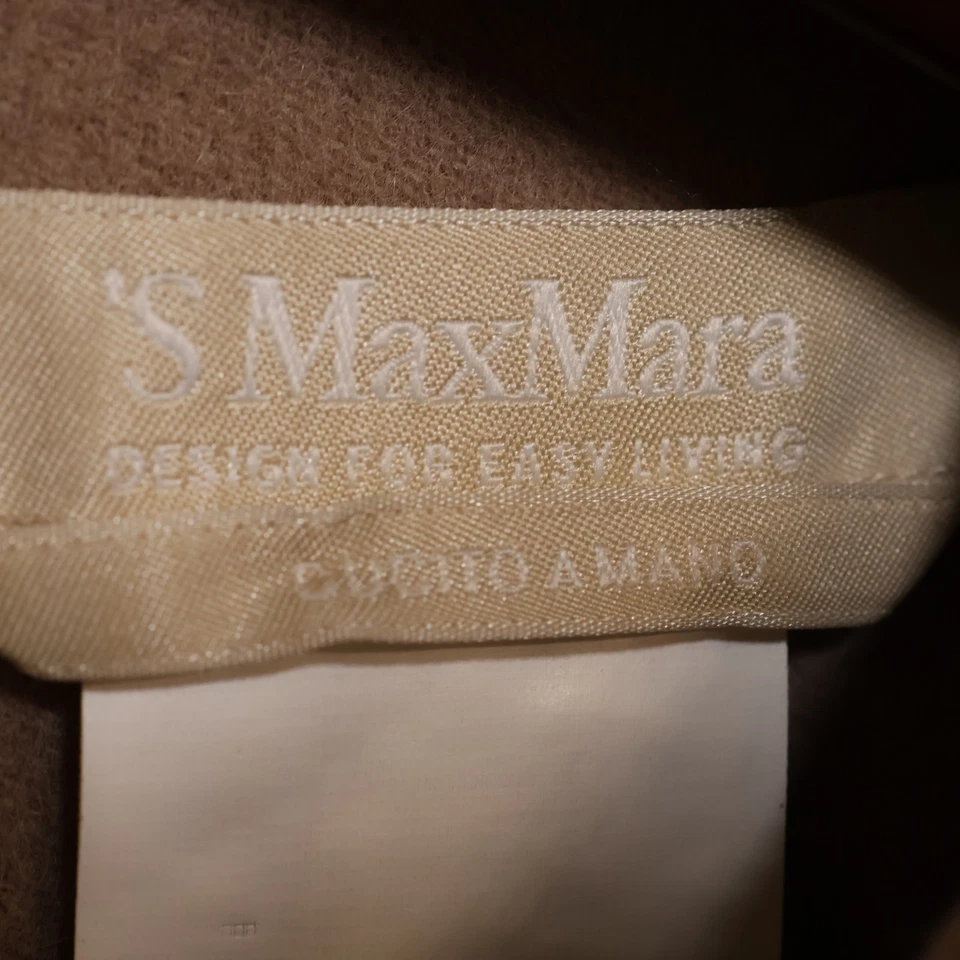 'S MaxMara
DESIGN FOR EASY LIVING
CUCITO A MANO